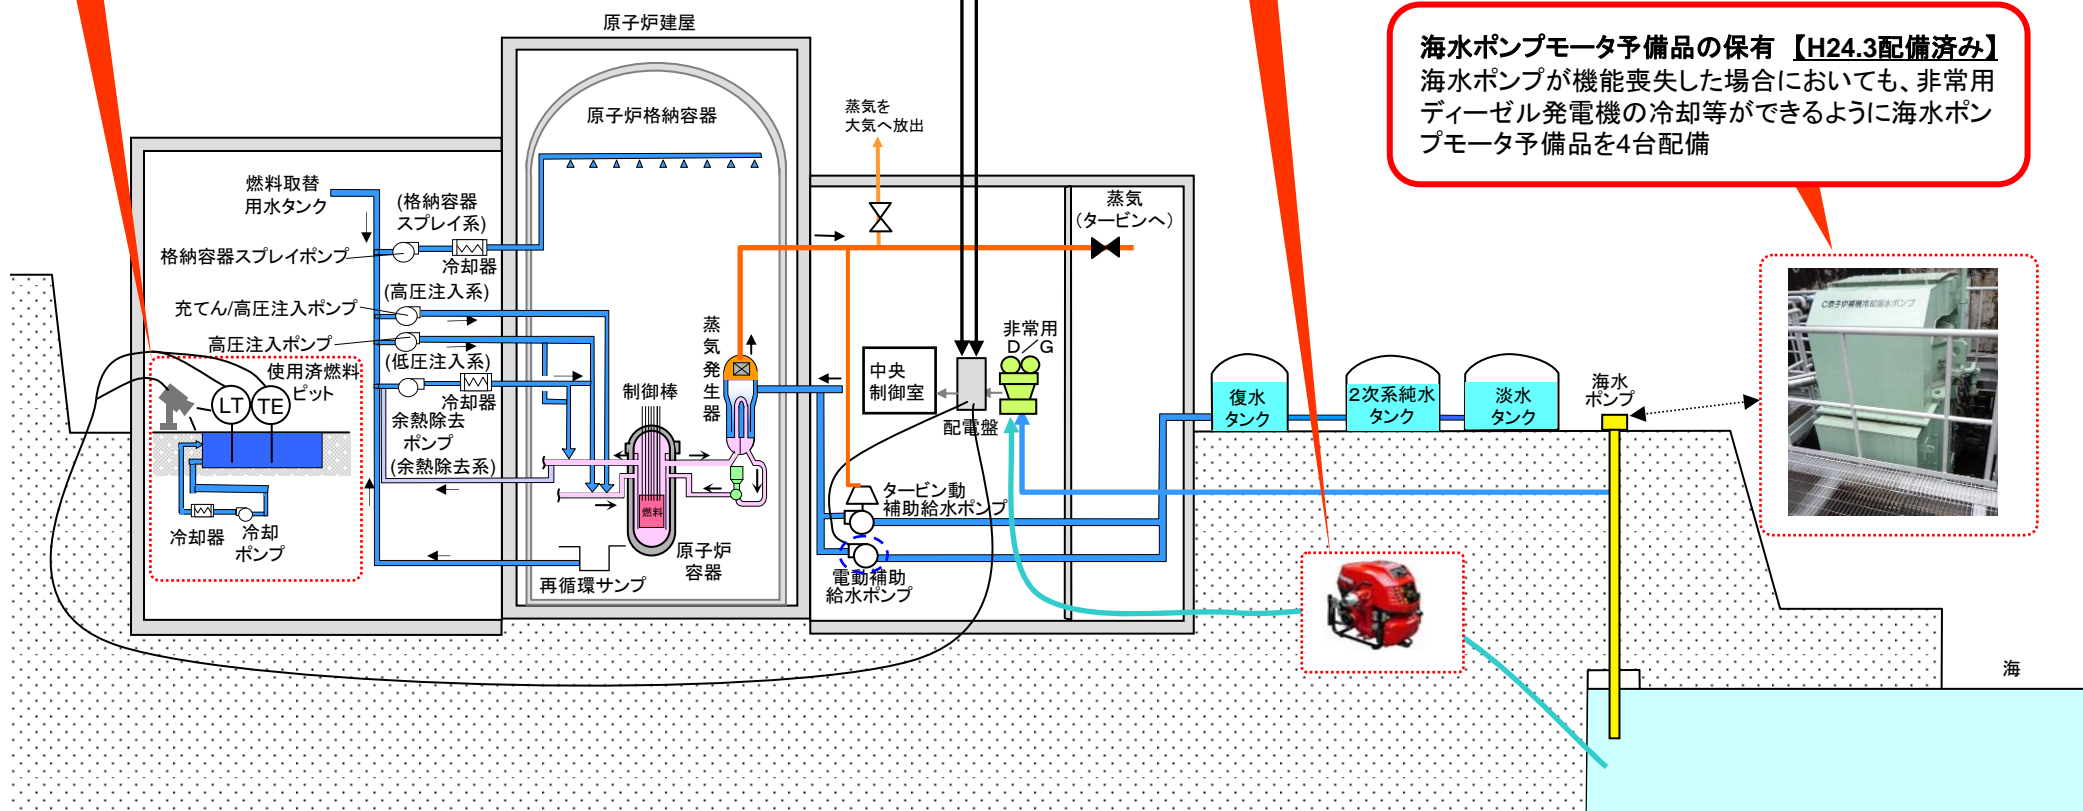 原子炉建屋
海水ポンプモータ予備品の保有 【H24.3配備済み】
海水ポンプが機能喪失した場合においても、非常用
ディーゼル発電機の冷却等ができるように海水ポン
プモータ予備品を4台配備
原子炉格納容器
蒸気を
大気へ放出
燃料取替
用水タンク
(格納容器
スプレイ系)
格納容器スプレイポンプ
冷却器
蒸気
(タービンへ)
(高圧注入系)
充てん/高圧注入ポンプ
高圧注入ポンプ
(低圧注入系)
使用済燃料
ピット
LT
TE
冷却器
余熱除去
ポンプ
(余熱除去系)
冷却器
冷却
ポンプ
制御棒
蒸気発生器
燃料
原子炉
容器
再循環サンプ
中央
制御室
非常用
D/G
配電盤
タービン動
補助給水ポンプ
電動補助
給水ポンプ
復水
タンク
2次系純水
タンク
淡水
タンク
海水
ポンプ
C原子炉補機冷却海水ポンプ
海